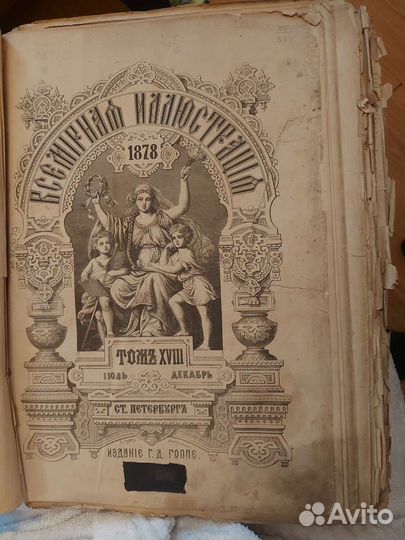 ВСЕМІРНАЯ ИЛЛЮСТРАЦІЯ
1878
ТОМЪ XVIII
ІЮЛЬ ДЕКАБРЬ
СТ. ПЕТЕРБУРГЪ
ИЗДАНІЕ Г.Д. ГОППЕ.
Avito